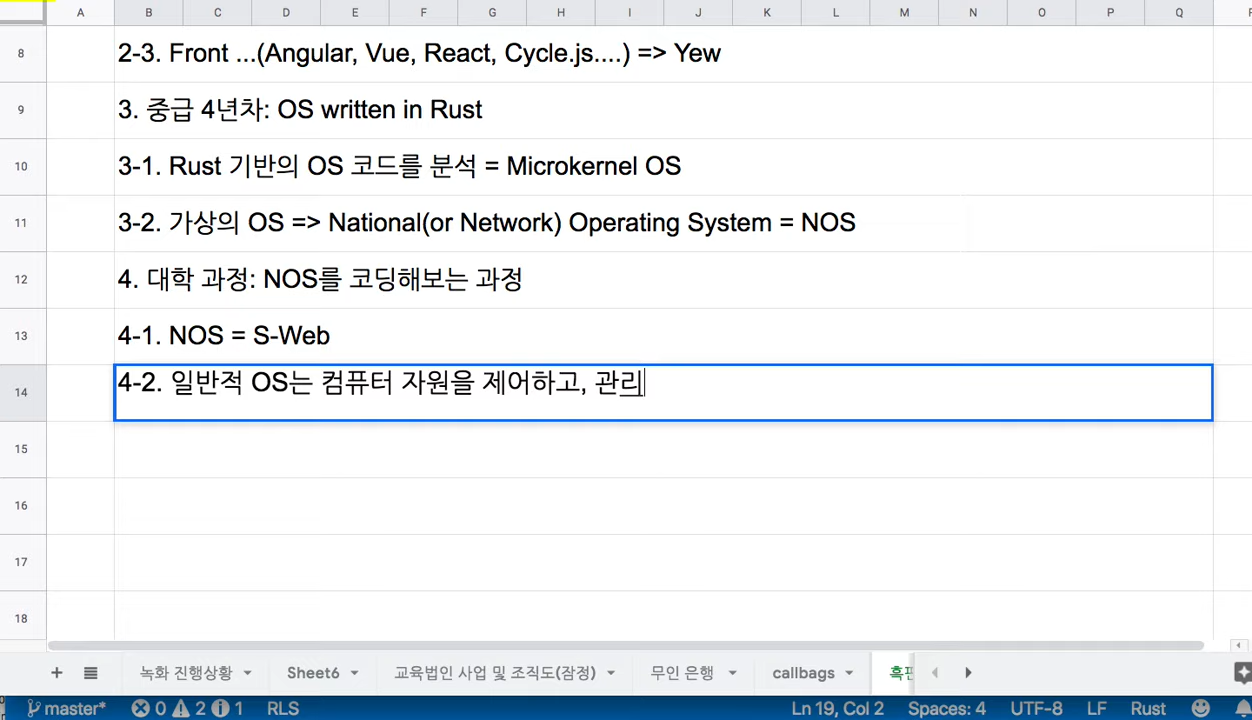 A B C D E F G H I J K L M N O P Q
8 2-3. Front ...(Angular, Vue, React, Cycle.js....) => Yew
9 3. 중급 4년차: OS written in Rust
10 3-1. Rust 기반의 OS 코드를 분석 = Microkernel OS
11 3-2. 가상의 OS => National(or Network) Operating System = NOS
12 4. 대학 과정: NOS를 코딩해보는 과정
13 4-1. NOS = S-Web
14 4-2. 일반적 OS는 컴퓨터 자원을 제어하고, 관리
15
16
17
18
녹화 진행상황 Sheet6 교육법인 사업 및 조직도(잠정) 무인 은행 callbags
master* 0 2 1 RLS Ln 19, Col 2 Spaces: 4 UTF-8 LF Rust